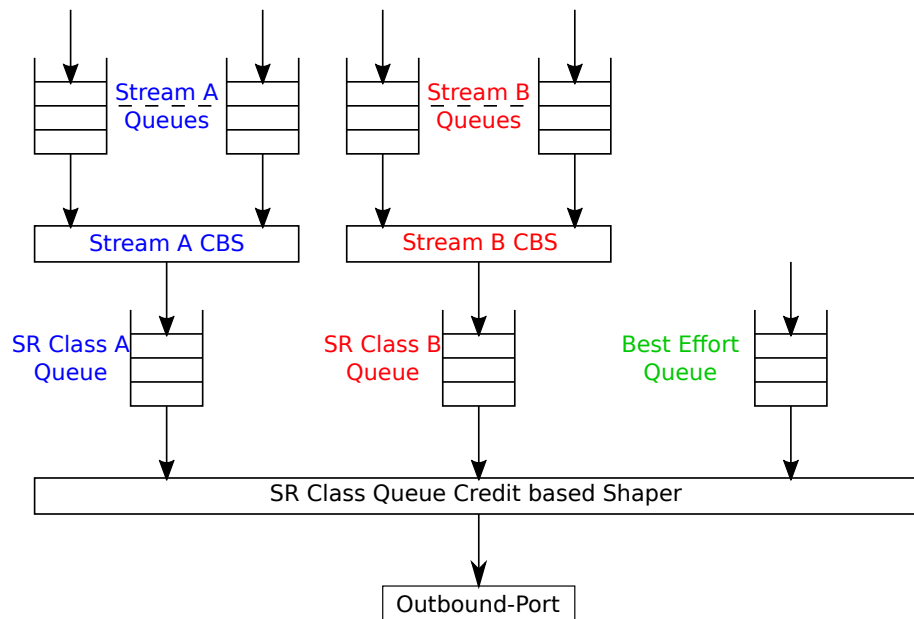 Stream A
Queues
Stream B
Queues
Stream A CBS
Stream B CBS
SR Class A
Queue
SR Class B
Queue
Best Effort
Queue
SR Class Queue Credit based Shaper
Outbound-Port